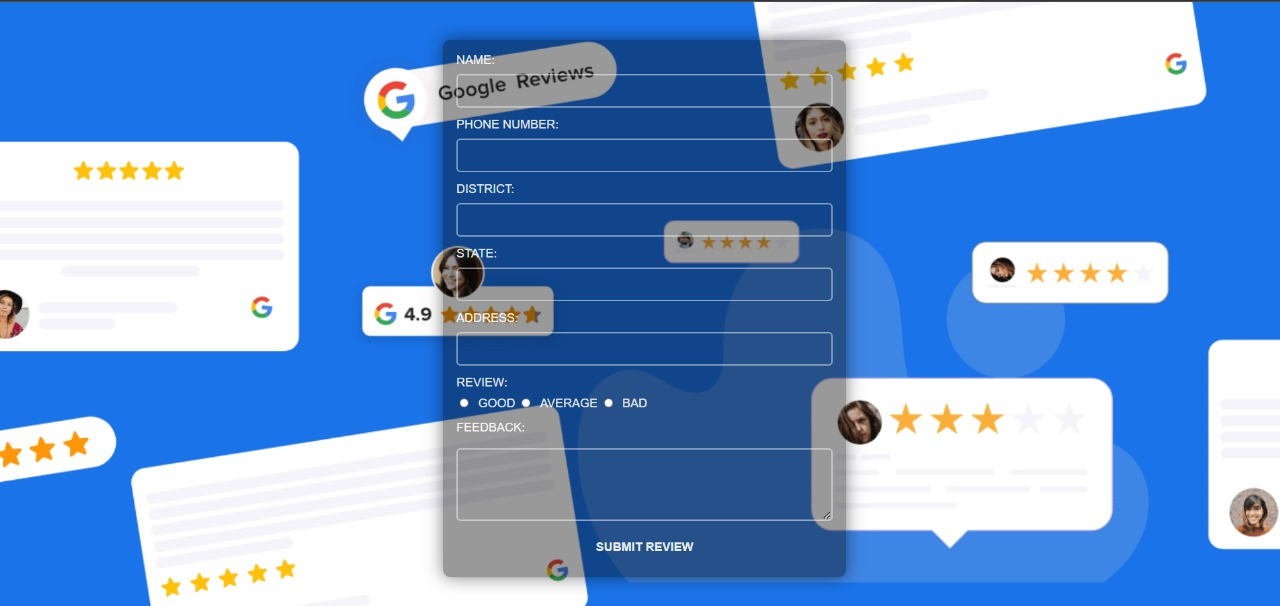 NAME:
Google Reviews
PHONE NUMBER:
DISTRICT:
STATE:
4.9
ADDRESS:
REVIEW:
GOOD AVERAGE BAD
FEEDBACK:
SUBMIT REVIEW